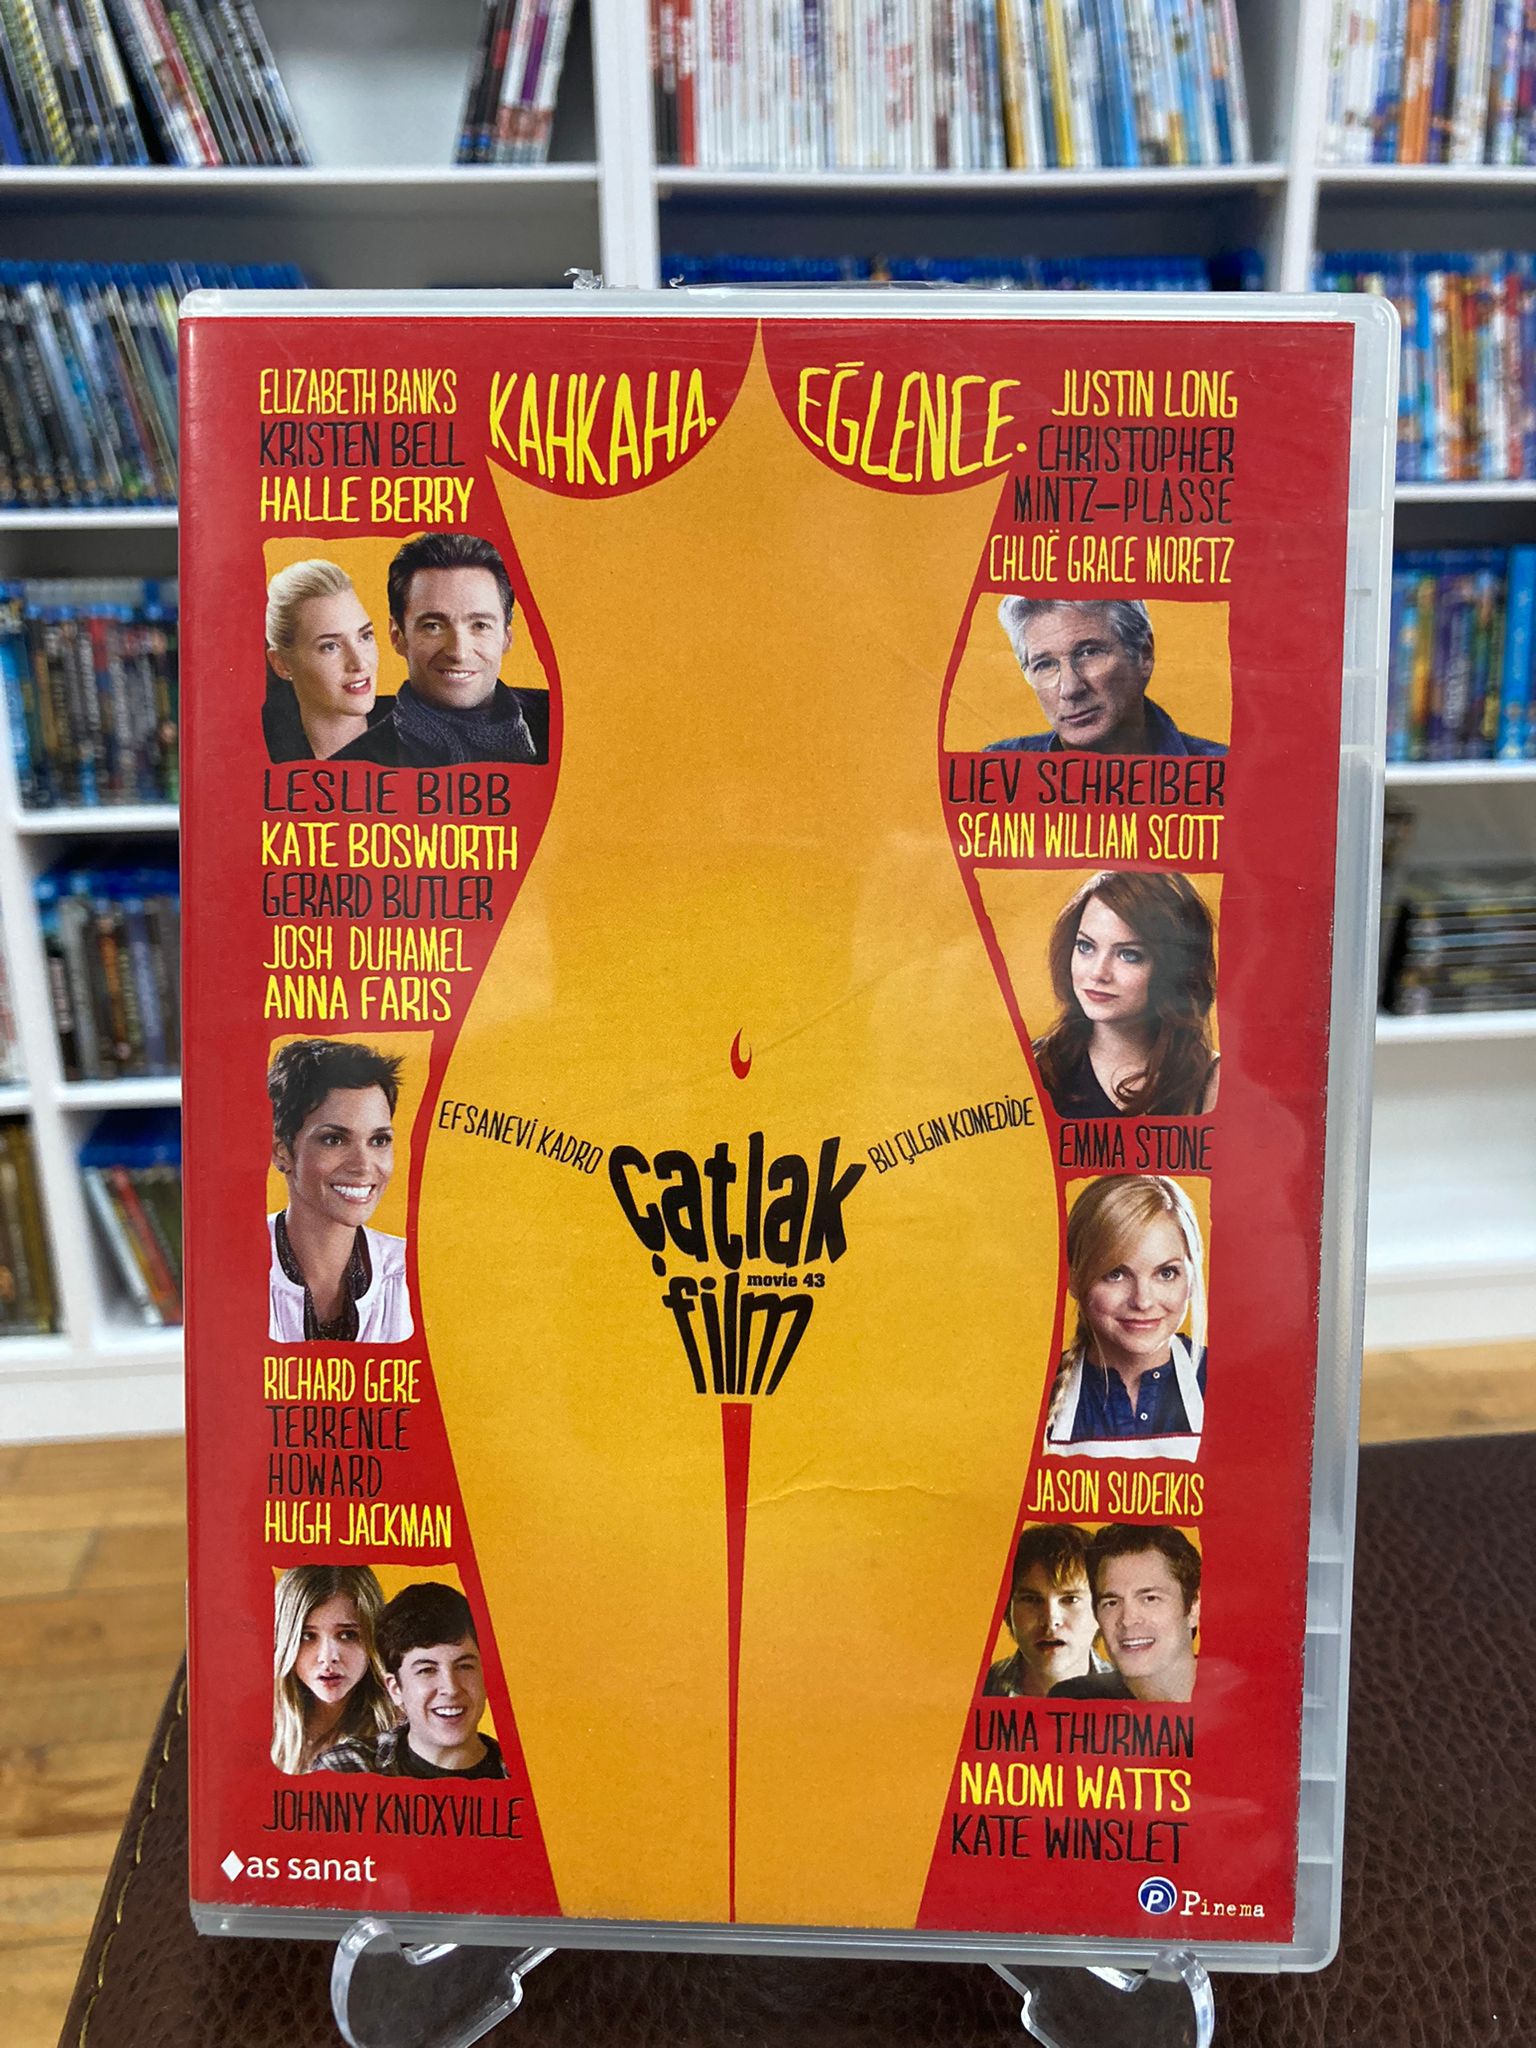 KAHKAHA. EĞLENCE.
ELIZABETH BANKS
KRISTEN BELL
HALLE BERRY
LESLIE BIBB
KATE BOSWORTH
GERARD BUTLER
JOSH DUHAMEL
ANNA FARIS
RICHARD GERE
TERRENCE
HOWARD
HUGH JACKMAN
JOHNNY KNOXVILLE
JUSTIN LONG
CHRISTOPHER
MINTZ-PLASSE
CHLOË GRACE MORETZ
LIEV SCHREIBER
SEANN WILLIAM SCOTT
EMMA STONE
JASON SUDEIKIS
UMA THURMAN
NAOMI WATTS
KATE WINSLET
EFSANEVİ KADRO
BU ÇILGIN KOMEDİDE
çatlak
movie 43
film
as sanat
P Pinema